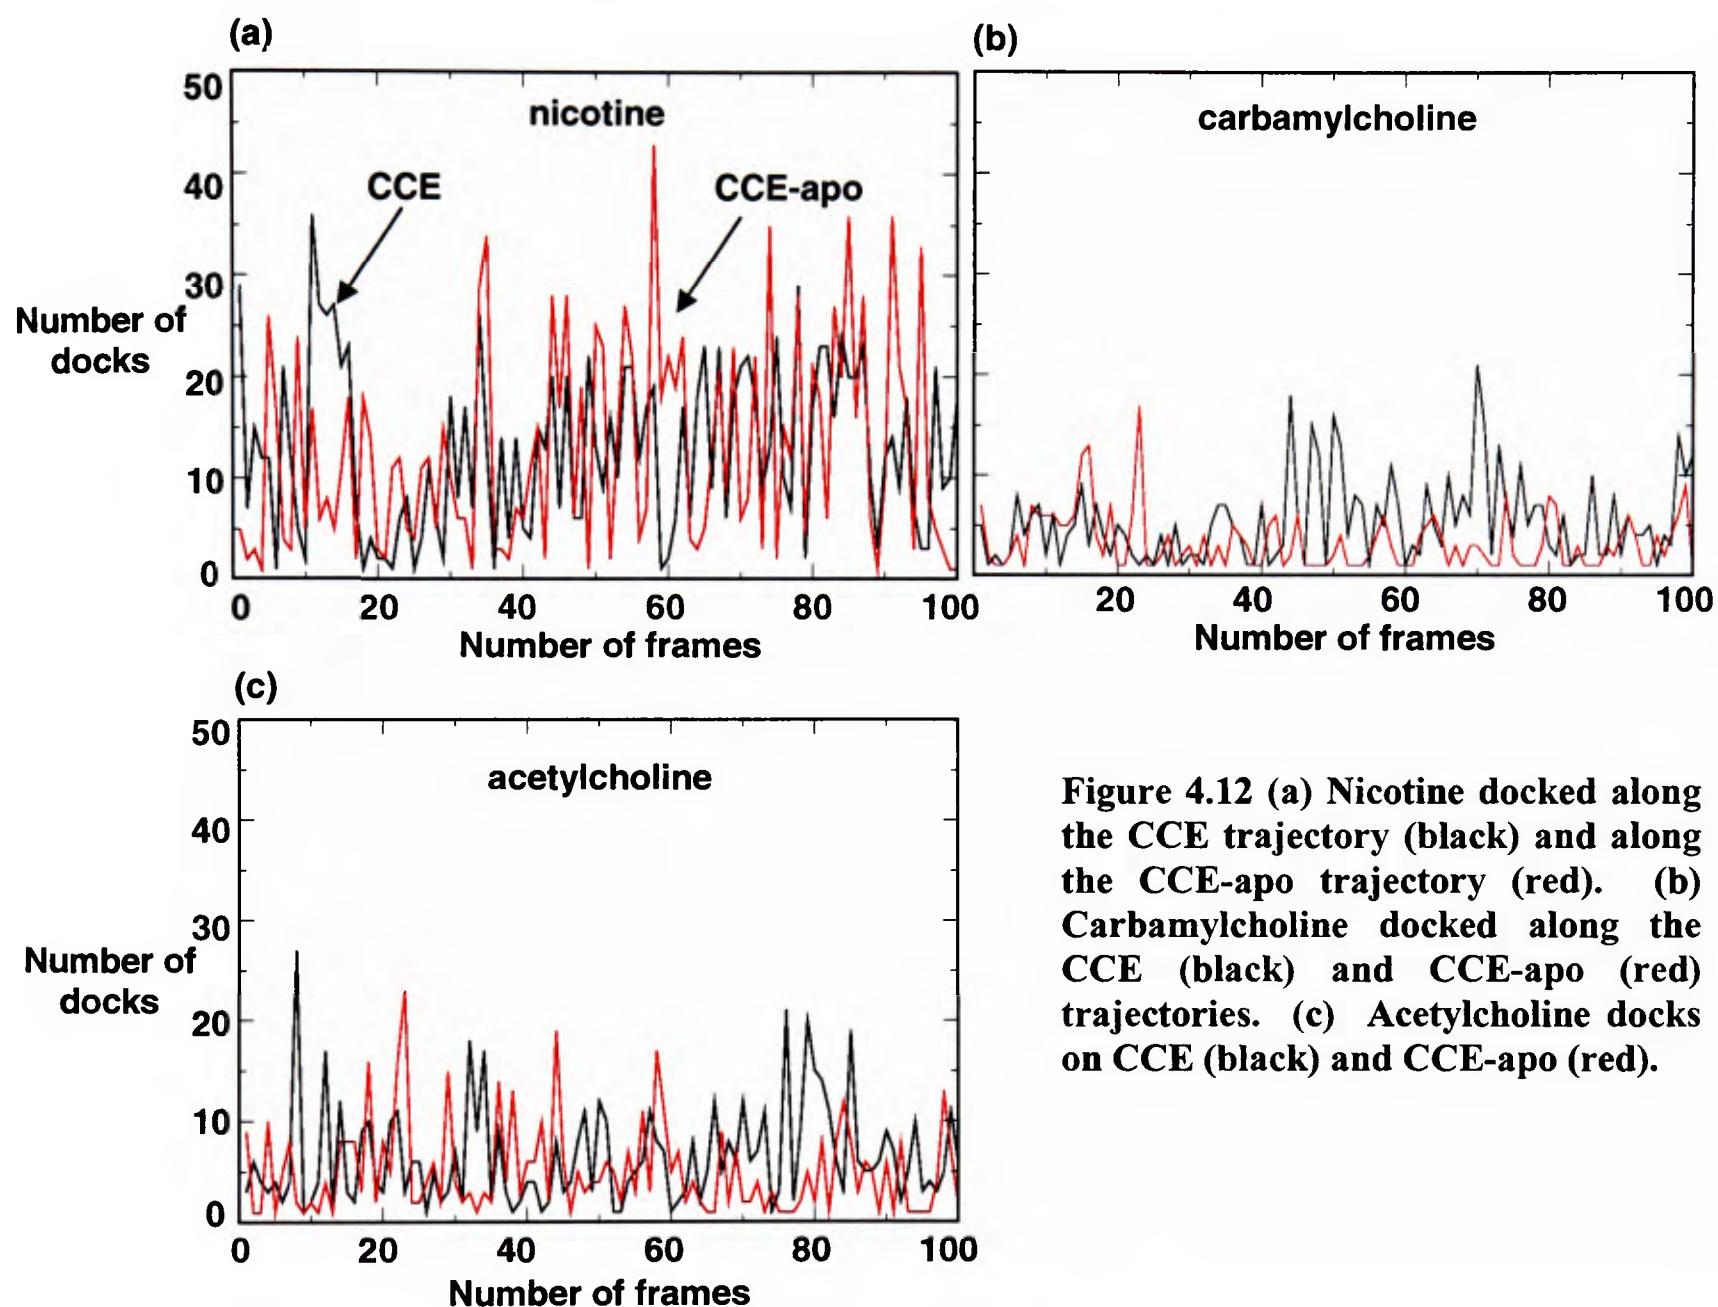 (a)
50
40
30
20
10
0
nicotine
CCE
CCE-apo
Number of
docks
0 20 40 60 80 100
Number of frames
(b)
carbamylcholine
20 40 60 80 100
Number of frames
(c)
50
40
30
20
10
0
acetylcholine
Number of
docks
0 20 40 60 80 100
Number of frames
Figure 4.12 (a) Nicotine docked along
the CCE trajectory (black) and along
the CCE-apo trajectory (red). (b)
Carbamylcholine docked along the
CCE (black) and CCE-apo (red)
trajectories. (c) Acetylcholine docks
on CCE (black) and CCE-apo (red).